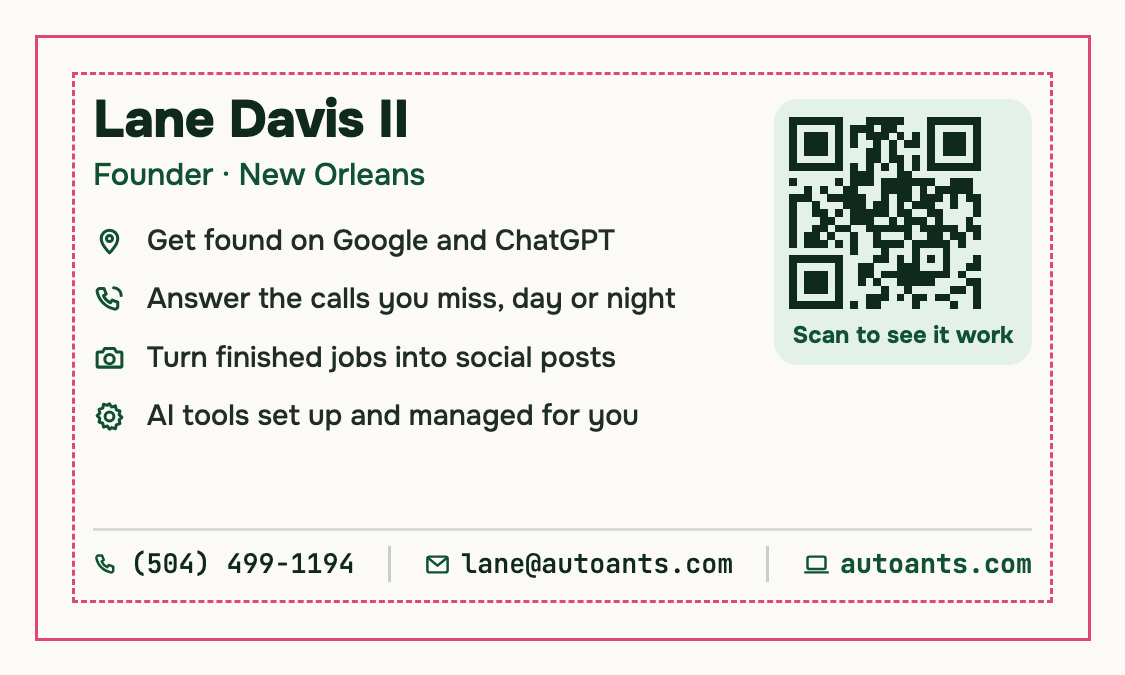 Lane Davis II
Founder · New Orleans
Get found on Google and ChatGPT
Answer the calls you miss, day or night
Turn finished jobs into social posts
AI tools set up and managed for you
Scan to see it work
(504) 499-1194
lane@autoants.com
autoants.com